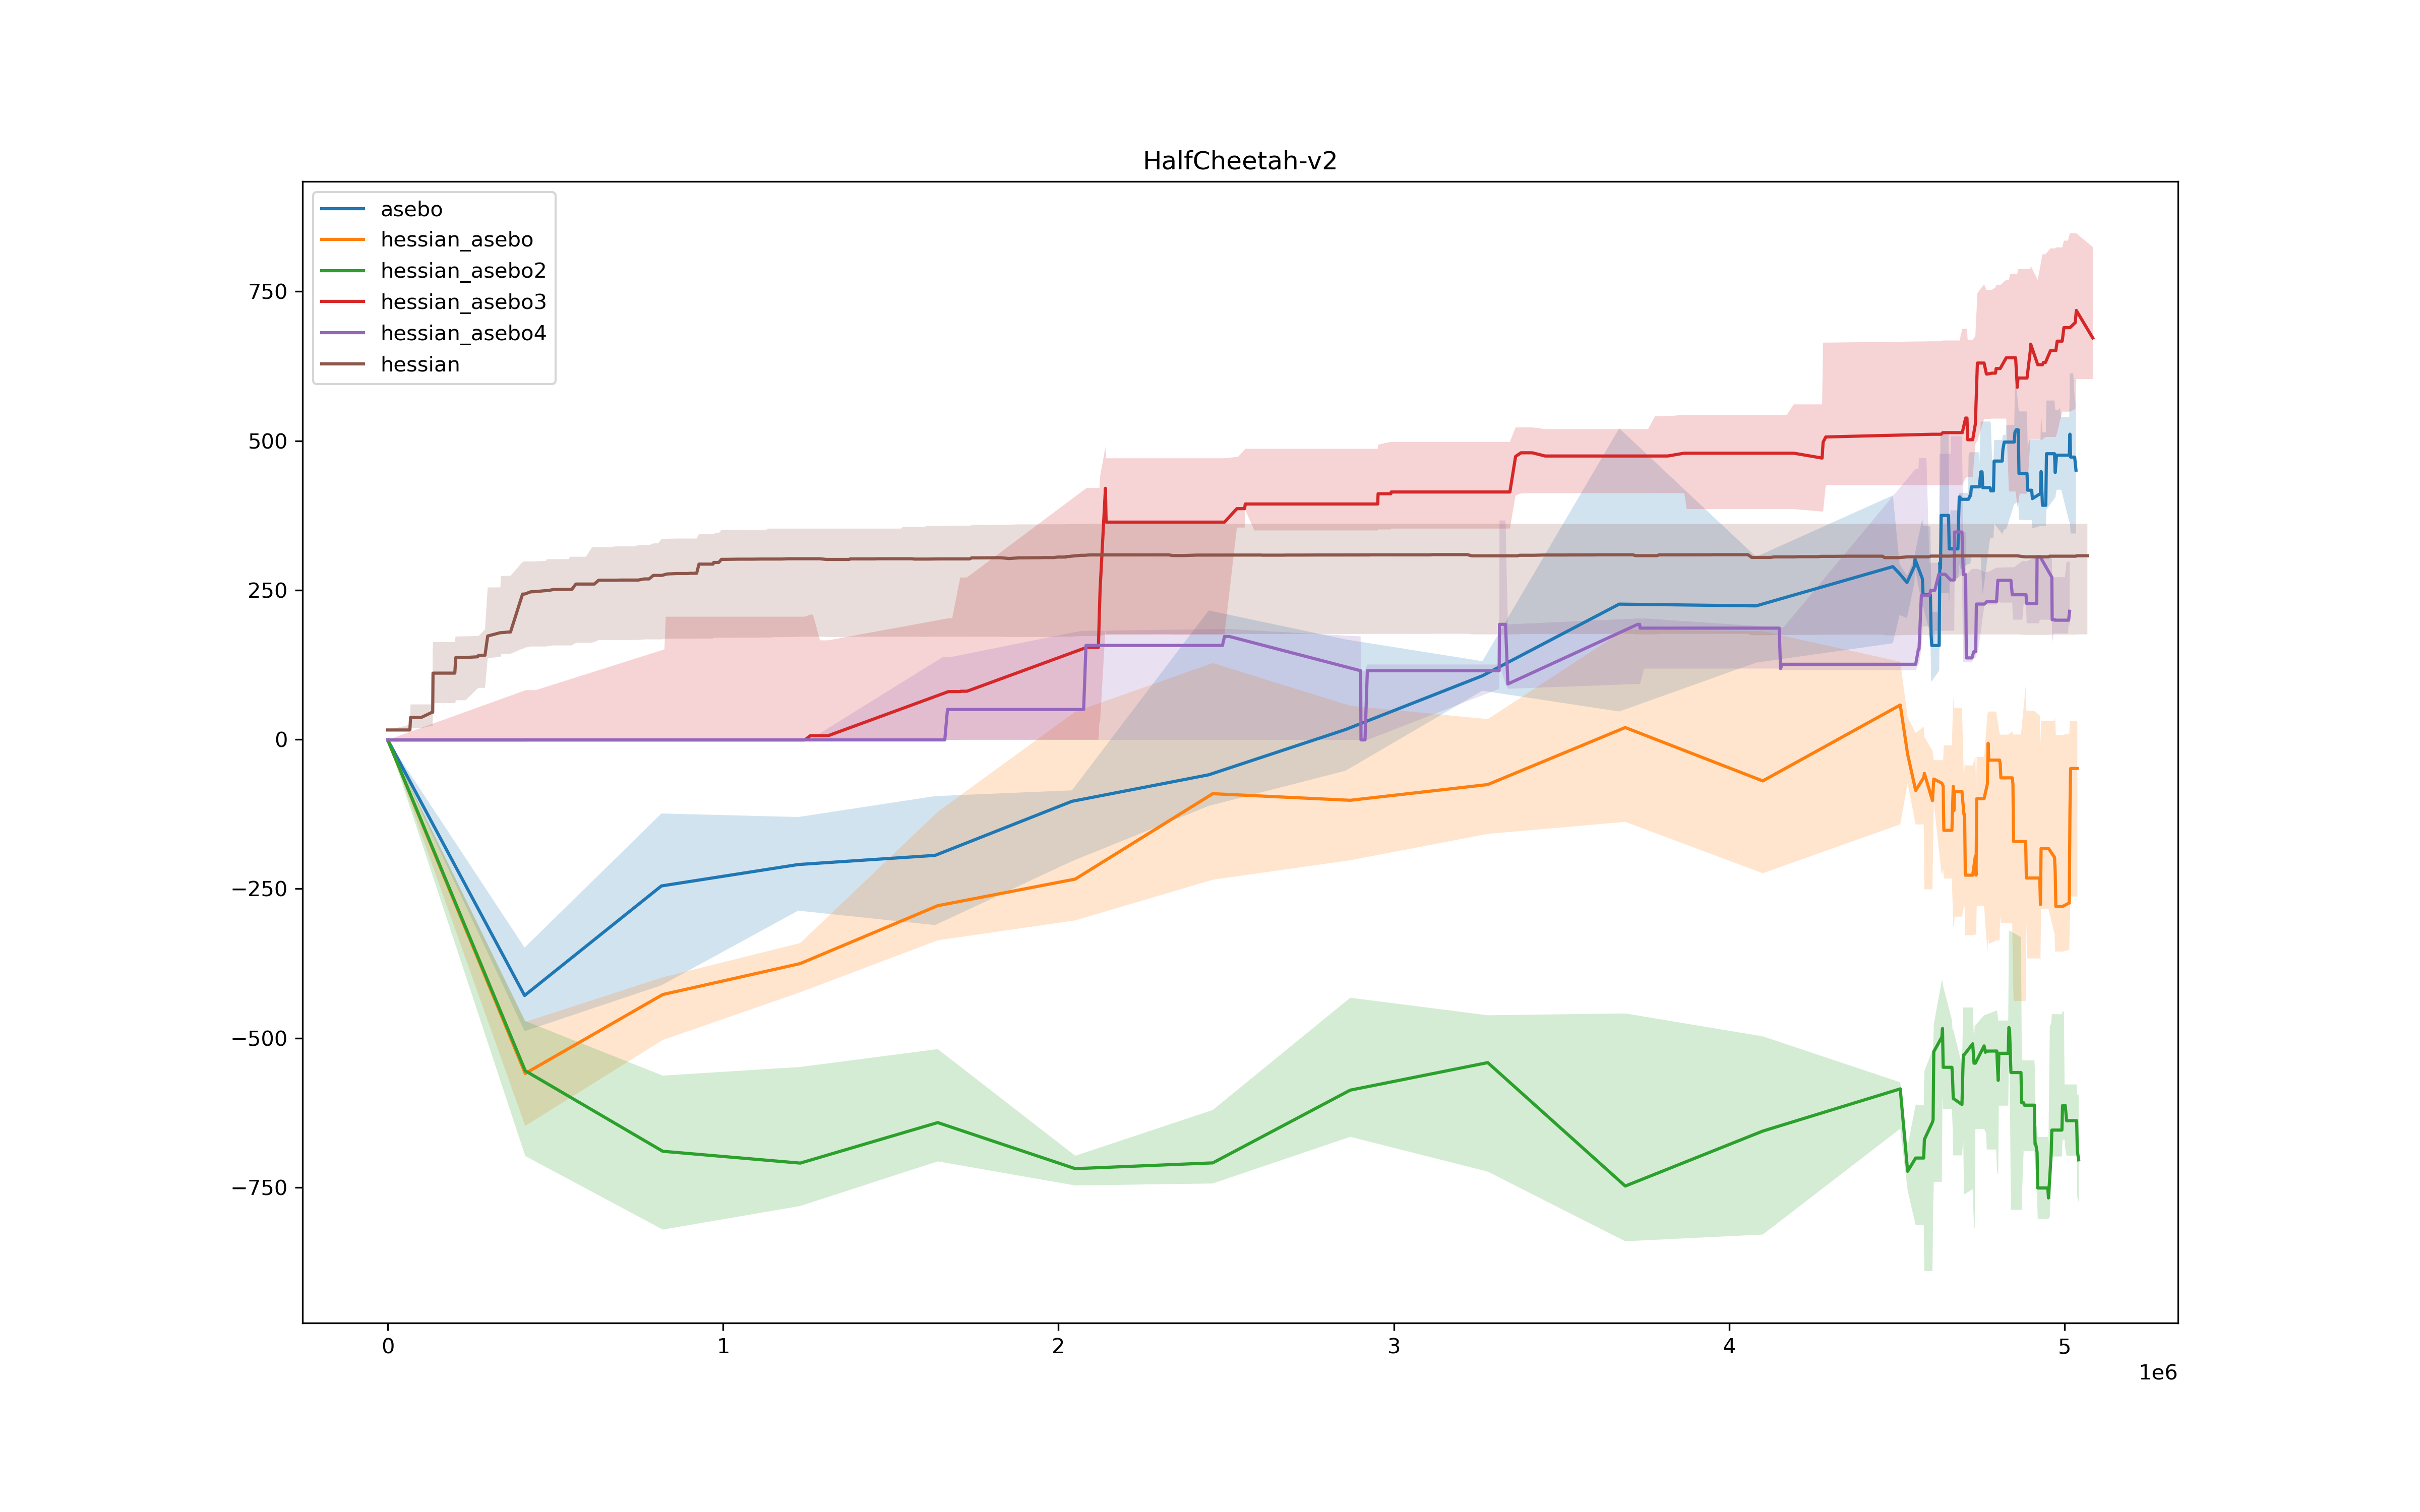 HalfCheetah-v2
asebo
hessian_asebo
hessian_asebo2
hessian_asebo3
hessian_asebo4
hessian
750
500
250
0
−250
−500
−750
0 1 2 3 4 5
1e6